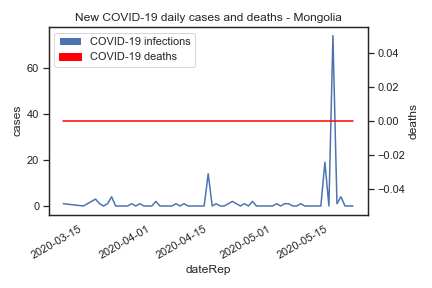 New COVID-19 daily cases and deaths - Mongolia
COVID-19 infections
COVID-19 deaths
60
40
20
0
cases
0.04
0.02
0.00
−0.02
−0.04
deaths
2020-03-15
2020-04-01
2020-04-15
2020-05-01
2020-05-15
dateRep